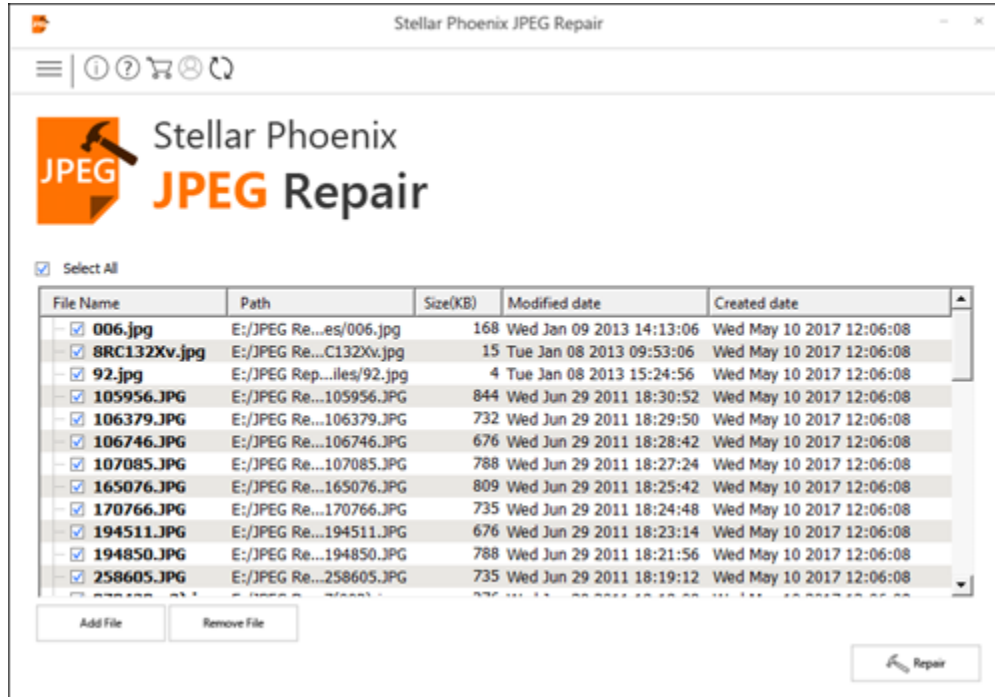 Stellar Phoenix JPEG Repair
JPEG
Stellar Phoenix
JPEG Repair
Select All
File Name Path Size(KB) Modified date Created date
006.jpg E:/JPEG Re...es/006.jpg 168 Wed Jan 09 2013 14:13:06 Wed May 10 2017 12:06:08
8RC132Xv.jpg E:/JPEG Re...C132Xv.jpg 15 Tue Jan 08 2013 09:53:06 Wed May 10 2017 12:06:08
92.jpg E:/JPEG Rep...iles/92.jpg 4 Tue Jan 08 2013 15:24:56 Wed May 10 2017 12:06:08
105956.JPG E:/JPEG Re...105956.JPG 844 Wed Jun 29 2011 18:30:52 Wed May 10 2017 12:06:08
106379.JPG E:/JPEG Re...106379.JPG 732 Wed Jun 29 2011 18:29:50 Wed May 10 2017 12:06:08
106746.JPG E:/JPEG Re...106746.JPG 676 Wed Jun 29 2011 18:28:42 Wed May 10 2017 12:06:08
107085.JPG E:/JPEG Re...107085.JPG 788 Wed Jun 29 2011 18:27:24 Wed May 10 2017 12:06:08
165076.JPG E:/JPEG Re...165076.JPG 809 Wed Jun 29 2011 18:25:42 Wed May 10 2017 12:06:08
170766.JPG E:/JPEG Re...170766.JPG 735 Wed Jun 29 2011 18:24:48 Wed May 10 2017 12:06:08
194511.JPG E:/JPEG Re...194511.JPG 676 Wed Jun 29 2011 18:23:14 Wed May 10 2017 12:06:08
194850.JPG E:/JPEG Re...194850.JPG 788 Wed Jun 29 2011 18:21:56 Wed May 10 2017 12:06:08
258605.JPG E:/JPEG Re...258605.JPG 735 Wed Jun 29 2011 18:19:12 Wed May 10 2017 12:06:08
Add File Remove File
Repair